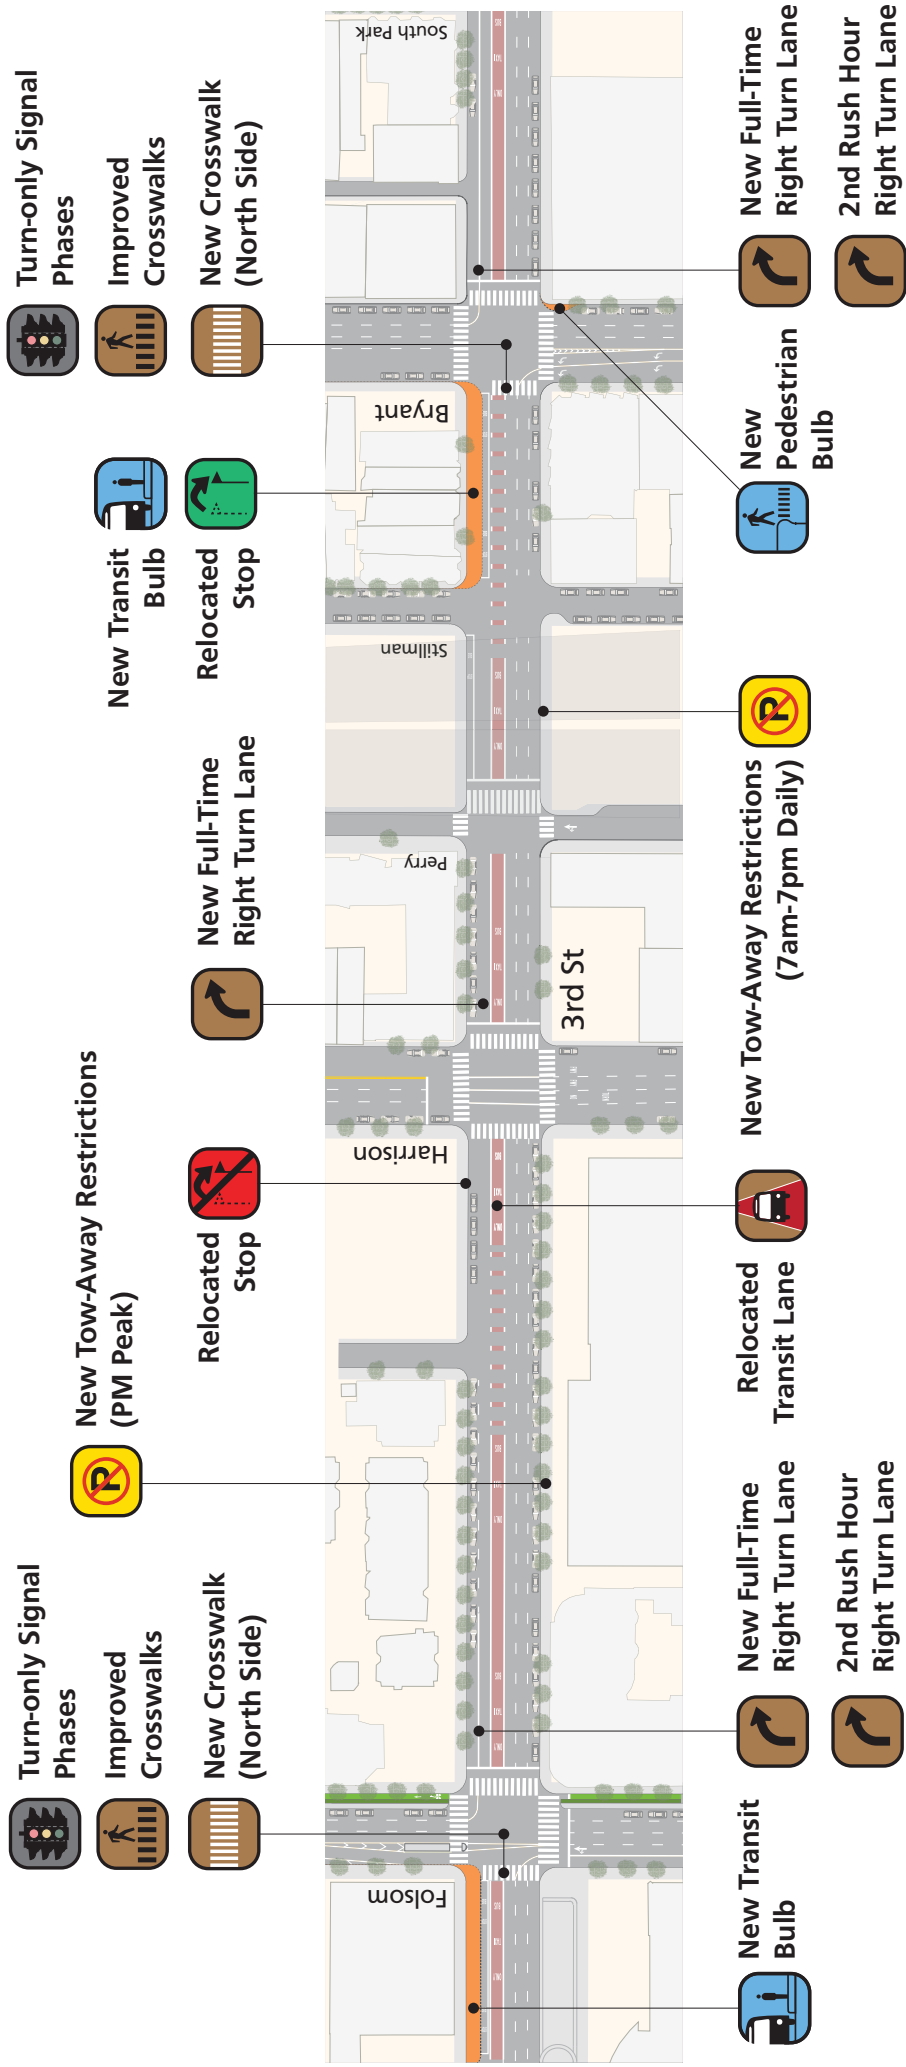 Turn-only Signal
Phases
Improved
Crosswalks
New Crosswalk
(North Side)
New Tow-Away Restrictions
(PM Peak)
Relocated
Stop
New Full-Time
Right Turn Lane
New Transit
Bulb
Relocated
Stop
Turn-only Signal
Phases
Improved
Crosswalks
New Crosswalk
(North Side)
Folsom
Harrison
Perry
Stillman
Bryant
South Park
3rd St
New Transit
Bulb
New Full-Time
Right Turn Lane
2nd Rush Hour
Right Turn Lane
Relocated
Transit Lane
New Tow-Away Restrictions
(7am-7pm Daily)
New
Pedestrian
Bulb
New Full-Time
Right Turn Lane
2nd Rush Hour
Right Turn Lane